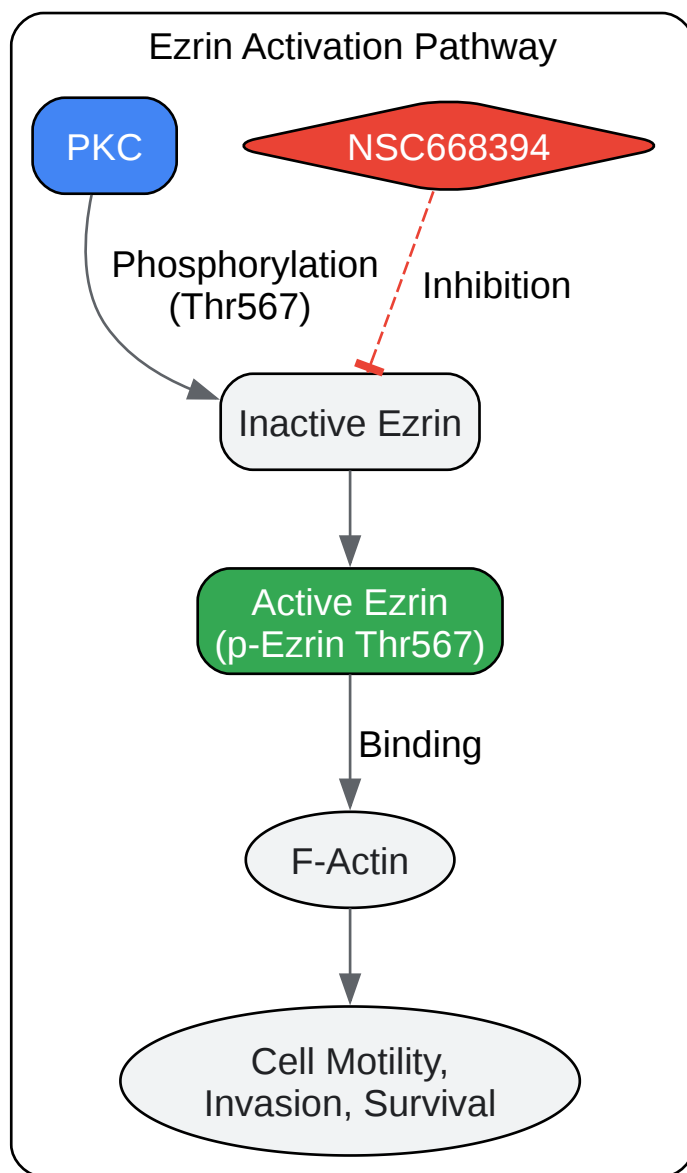 Ezrin Activation Pathway
PKC
NSC668394
Phosphorylation
(Thr567)
Inhibition
Inactive Ezrin
Active Ezrin
(p-Ezrin Thr567)
Binding
F-Actin
Cell Motility,
Invasion, Survival